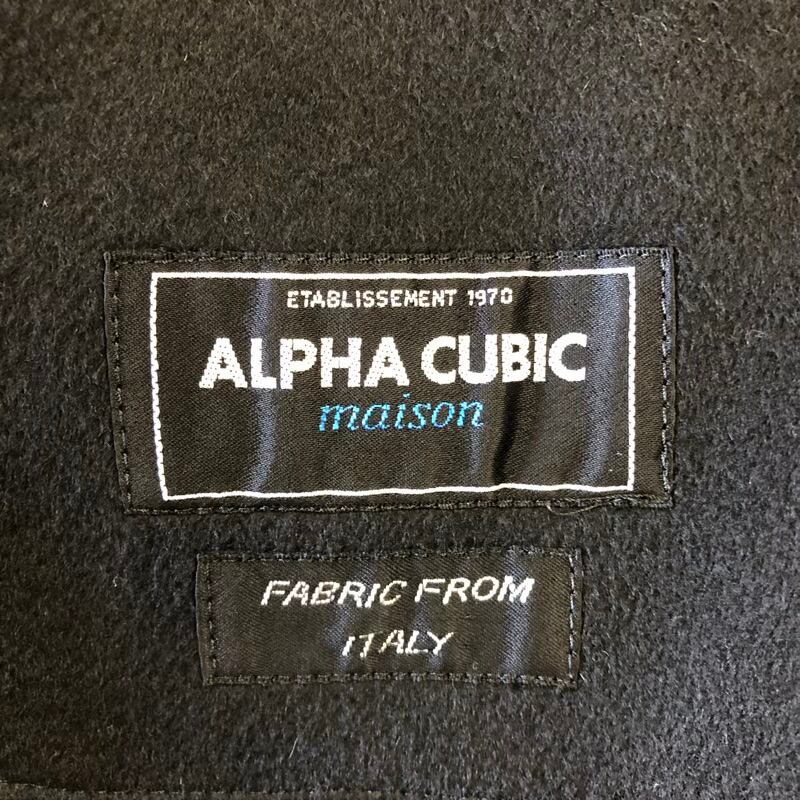 ETABLISSEMENT 1970
ALPHA CUBIC
maison
FABRIC FROM
ITALY